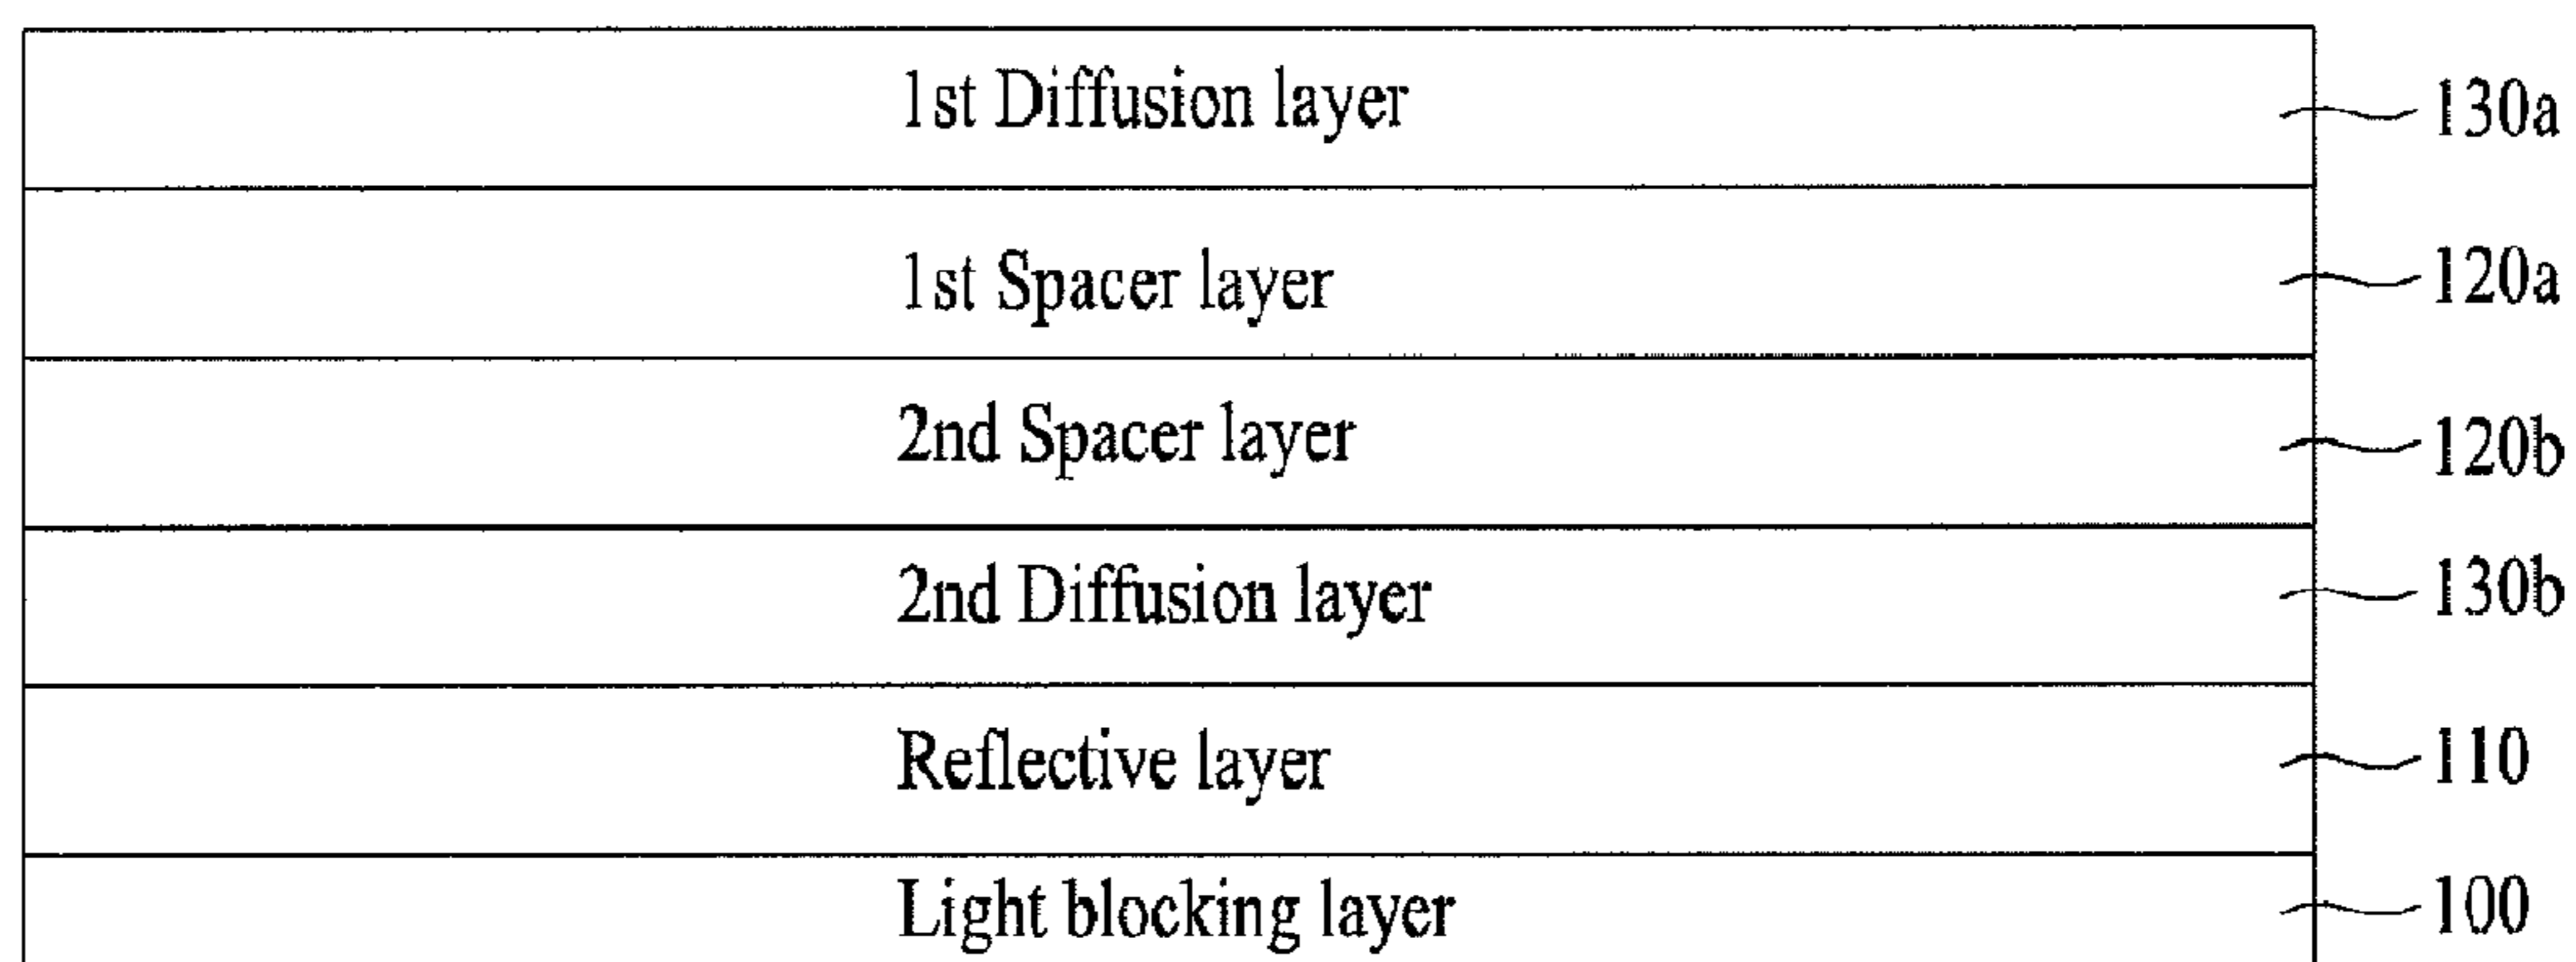 1st Diffusion layer 130a
1st Spacer layer 120a
2nd Spacer layer 120b
2nd Diffusion layer 130b
Reflective layer 110
Light blocking layer 100